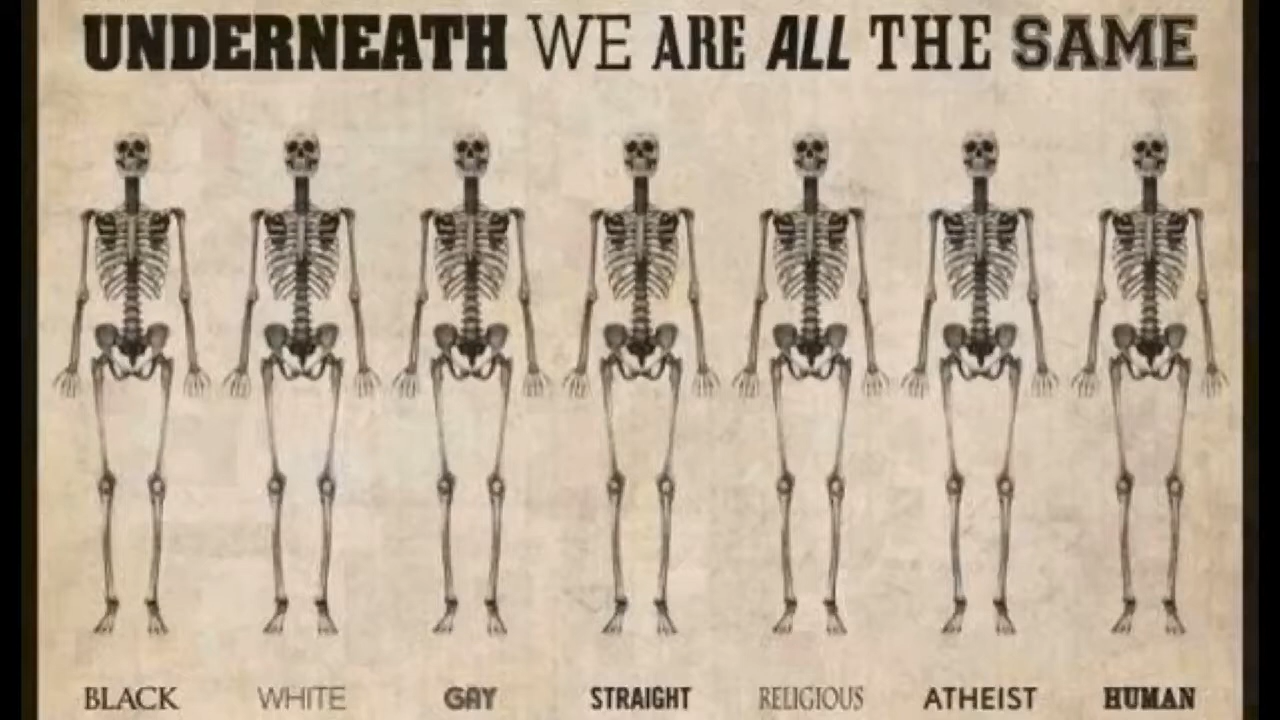 UNDERNEATH WE ARE ALL THE SAME
BLACK WHITE GAY STRAIGHT RELIGIOUS ATHEIST HUMAN